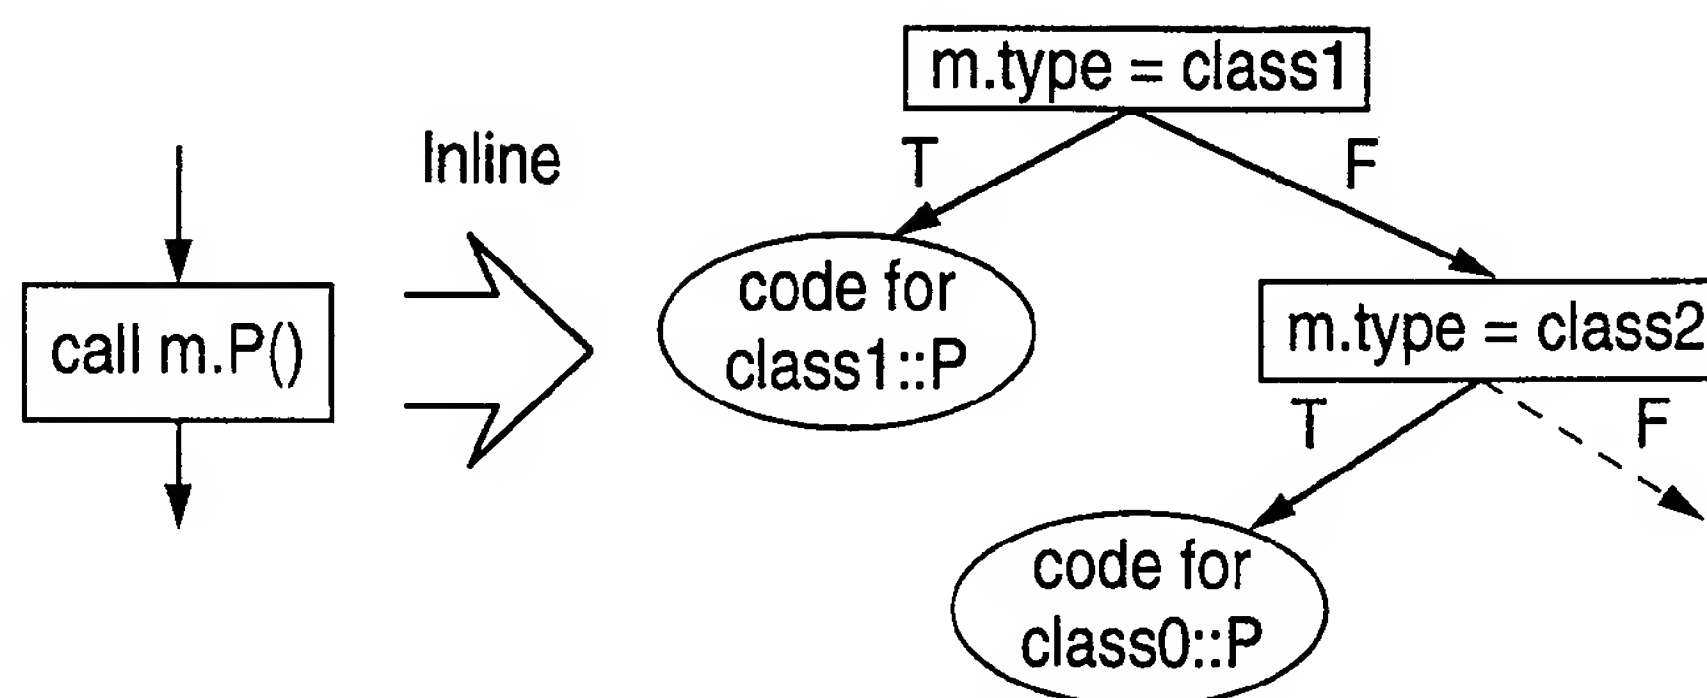 call m.P()
Inline
m.type = class1
T
F
code for
class1::P
m.type = class2
T
F
code for
class0::P